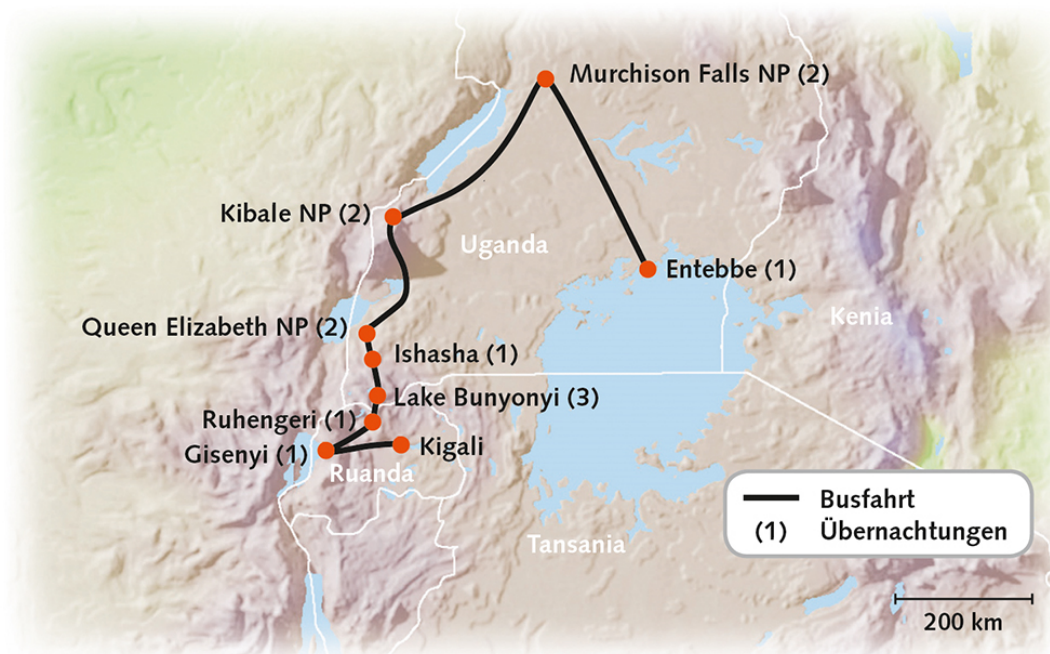 Murchison Falls NP (2)
Kibale NP (2)
Uganda
Entebbe (1)
Kenia
Queen Elizabeth NP (2)
Ishasha (1)
Lake Bunyonyi (3)
Ruhengeri (1)
Kigali
Gisenyi (1)
Ruanda
Tansania
Busfahrt
(1) Übernachtungen
200 km